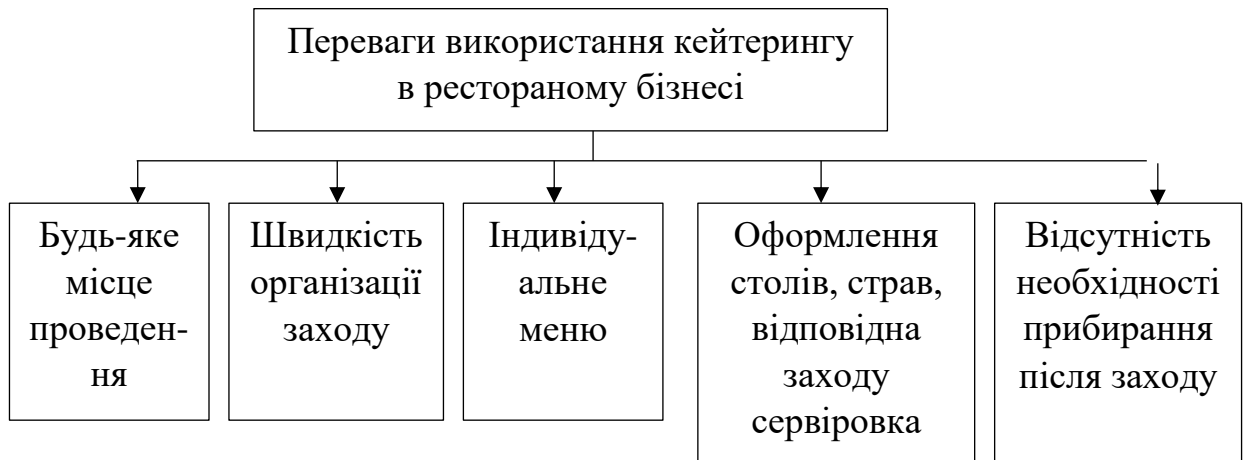 Переваги використання кейтерингу
в рестораному бізнесі
Будь-яке
місце
проведен-
ня
Швидкість
організації
заходу
Індивіду-
альне
меню
Оформлення
столів, страв,
відповідна
заходу
сервіровка
Відсутність
необхідності
прибирання
після заходу